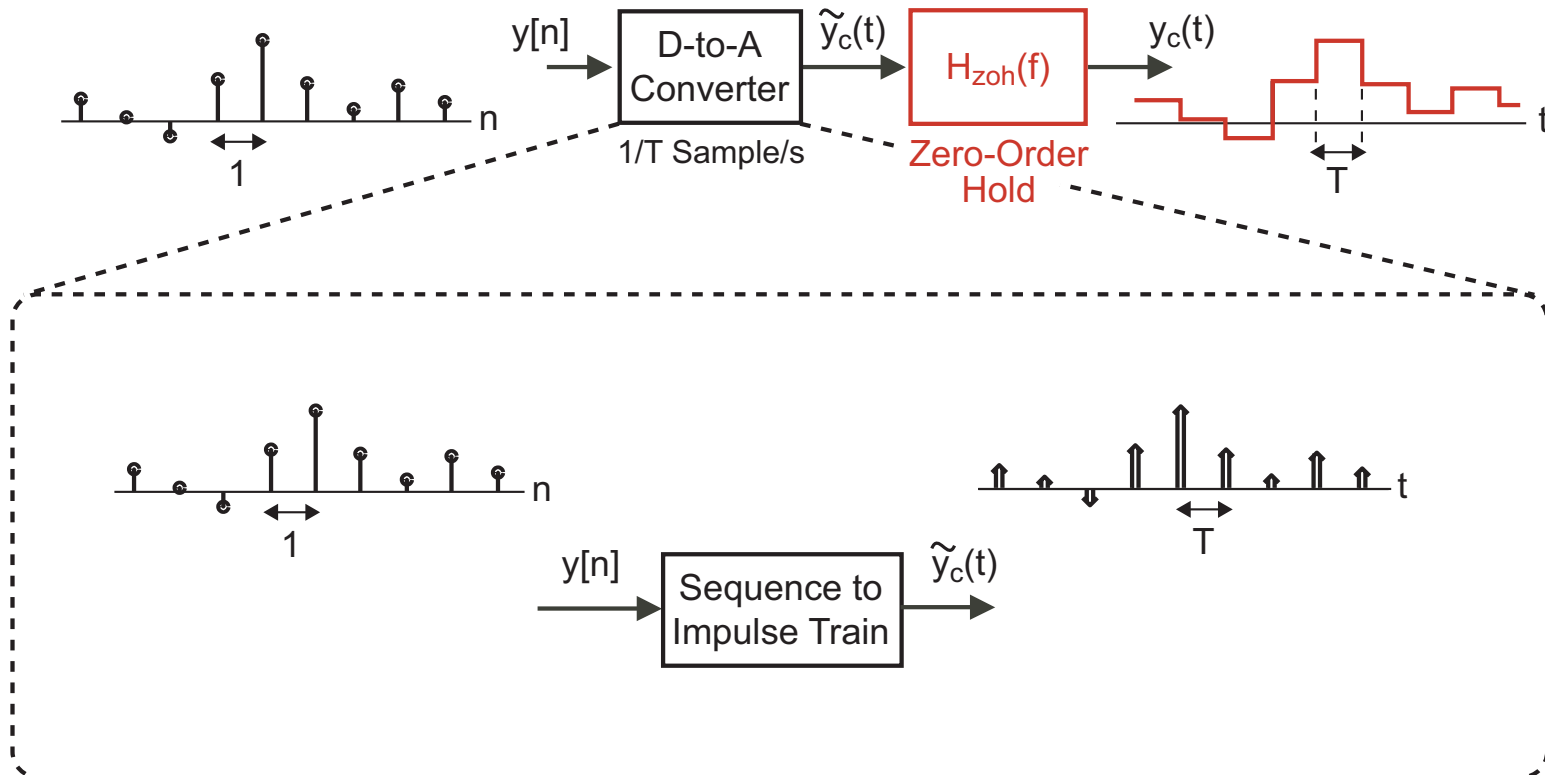 y[n]
D-to-A
Converter
ỹc(t)
Hzoh(f)
yc(t)
n
1
1/T Sample/s
Zero-Order
Hold
t
T
n
1
t
T
y[n]
Sequence to
Impulse Train
ỹc(t)